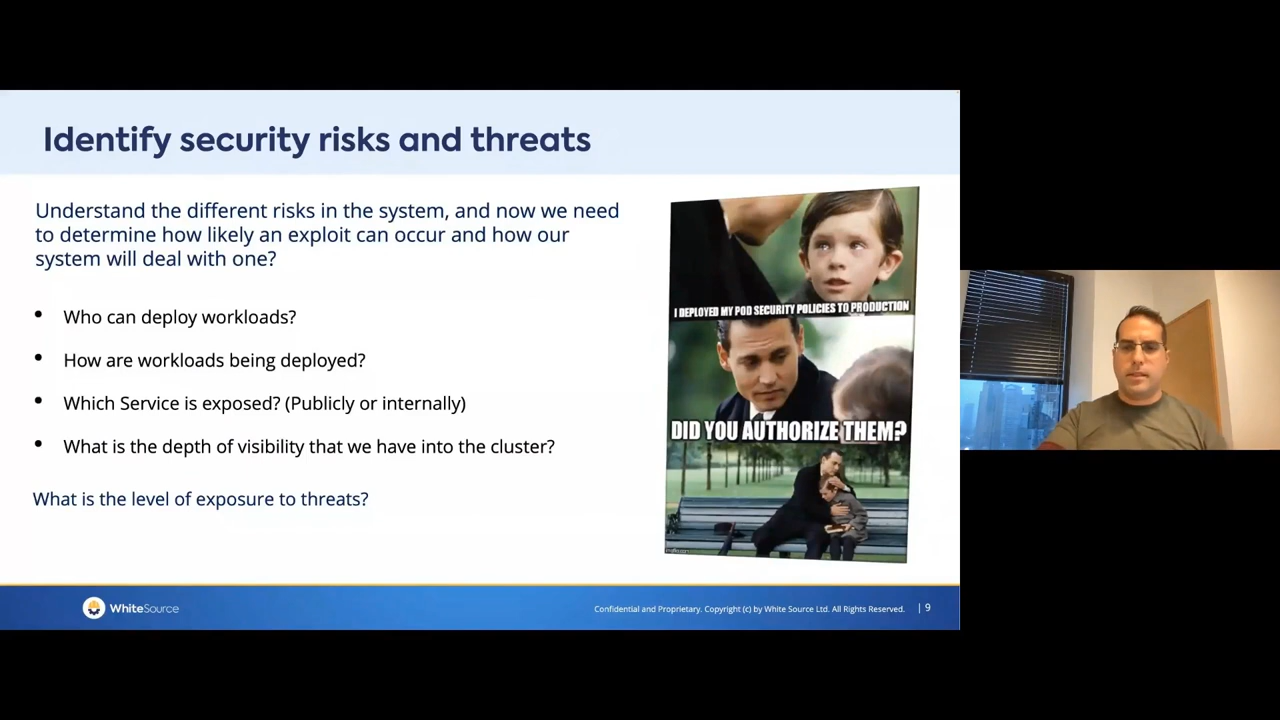 Identify security risks and threats
Understand the different risks in the system, and now we need
to determine how likely an exploit can occur and how our
system will deal with one?
• Who can deploy workloads?
• How are workloads being deployed?
• Which Service is exposed? (Publicly or internally)
• What is the depth of visibility that we have into the cluster?
What is the level of exposure to threats?
I DEPLOYED MY POD SECURITY POLICIES TO PRODUCTION
DID YOU AUTHORIZE THEM?
imgflip.com
WhiteSource
Confidential and Proprietary. Copyright (c) by White Source Ltd. All Rights Reserved.
| 9